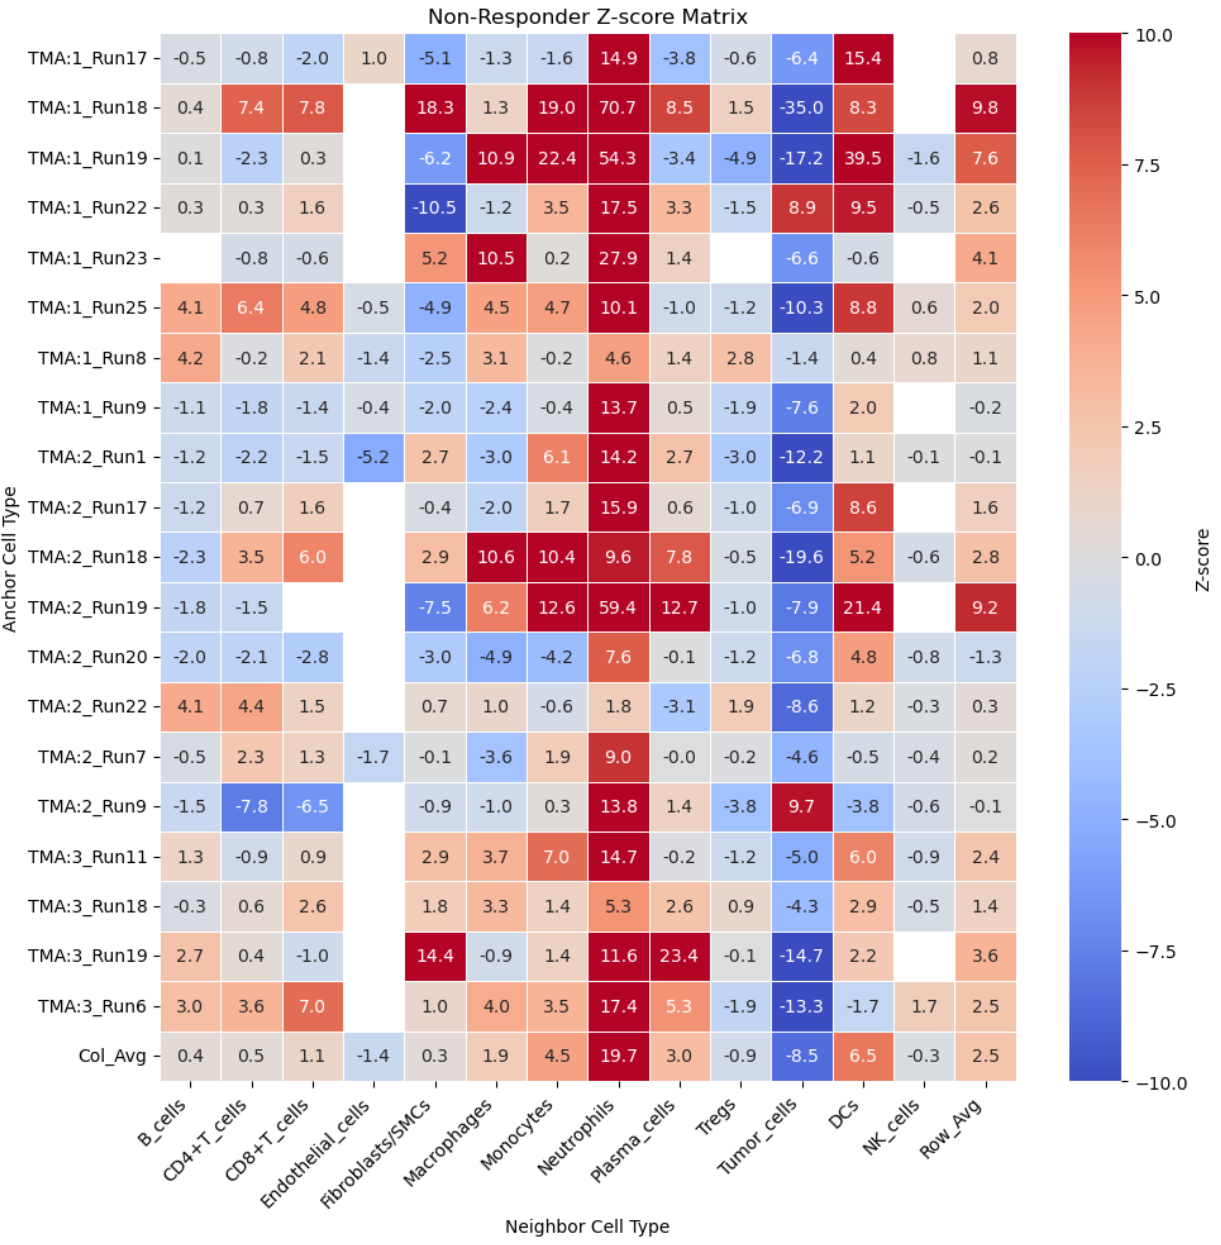 Non-Responder Z-score Matrix
TMA:1_Run17 -0.5 -0.8 -2.0 1.0 -5.1 -1.3 -1.6 14.9 -3.8 -0.6 -6.4 15.4 0.8
TMA:1_Run18 0.4 7.4 7.8 18.3 1.3 19.0 70.7 8.5 1.5 -35.0 8.3 9.8
TMA:1_Run19 0.1 -2.3 0.3 -6.2 10.9 22.4 54.3 -3.4 -4.9 -17.2 39.5 -1.6 7.6
TMA:1_Run22 0.3 0.3 1.6 -10.5 -1.2 3.5 17.5 3.3 -1.5 8.9 9.5 -0.5 2.6
TMA:1_Run23 -0.8 -0.6 5.2 10.5 0.2 27.9 1.4 -6.6 -0.6 4.1
TMA:1_Run25 4.1 6.4 4.8 -0.5 -4.9 4.5 4.7 10.1 -1.0 -1.2 -10.3 8.8 0.6 2.0
TMA:1_Run8 4.2 -0.2 2.1 -1.4 -2.5 3.1 -0.2 4.6 1.4 2.8 -1.4 0.4 0.8 1.1
TMA:1_Run9 -1.1 -1.8 -1.4 -0.4 -2.0 -2.4 -0.4 13.7 0.5 -1.9 -7.6 2.0 -0.2
TMA:2_Run1 -1.2 -2.2 -1.5 -5.2 2.7 -3.0 6.1 14.2 2.7 -3.0 -12.2 1.1 -0.1 -0.1
TMA:2_Run17 -1.2 0.7 1.6 -0.4 -2.0 1.7 15.9 0.6 -1.0 -6.9 8.6 1.6
TMA:2_Run18 -2.3 3.5 6.0 2.9 10.6 10.4 9.6 7.8 -0.5 -19.6 5.2 -0.6 2.8
TMA:2_Run19 -1.8 -1.5 -7.5 6.2 12.6 59.4 12.7 -1.0 -7.9 21.4 9.2
TMA:2_Run20 -2.0 -2.1 -2.8 -3.0 -4.9 -4.2 7.6 -0.1 -1.2 -6.8 4.8 -0.8 -1.3
TMA:2_Run22 4.1 4.4 1.5 0.7 1.0 -0.6 1.8 -3.1 1.9 -8.6 1.2 -0.3 0.3
TMA:2_Run7 -0.5 2.3 1.3 -1.7 -0.1 -3.6 1.9 9.0 -0.0 -0.2 -4.6 -0.5 -0.4 0.2
TMA:2_Run9 -1.5 -7.8 -6.5 -0.9 -1.0 0.3 13.8 1.4 -3.8 9.7 -3.8 -0.6 -0.1
TMA:3_Run11 1.3 -0.9 0.9 2.9 3.7 7.0 14.7 -0.2 -1.2 -5.0 6.0 -0.9 2.4
TMA:3_Run18 -0.3 0.6 2.6 1.8 3.3 1.4 5.3 2.6 0.9 -4.3 2.9 -0.5 1.4
TMA:3_Run19 2.7 0.4 -1.0 14.4 -0.9 1.4 11.6 23.4 -0.1 -14.7 2.2 3.6
TMA:3_Run6 3.0 3.6 7.0 1.0 4.0 3.5 17.4 5.3 -1.9 -13.3 -1.7 1.7 2.5
Col_Avg 0.4 0.5 1.1 -1.4 0.3 1.9 4.5 19.7 3.0 -0.9 -8.5 6.5 -0.3 2.5
B_cells CD4+T_cells CD8+T_cells Endothelial_cells Fibroblasts/SMCs Macrophages Monocytes Neutrophils Plasma_cells Tregs Tumor_cells DCs NK_cells Row_Avg
Neighbor Cell Type
Anchor Cell Type
10.0
7.5
5.0
2.5
0.0
−2.5
−5.0
−7.5
−10.0
Z-score